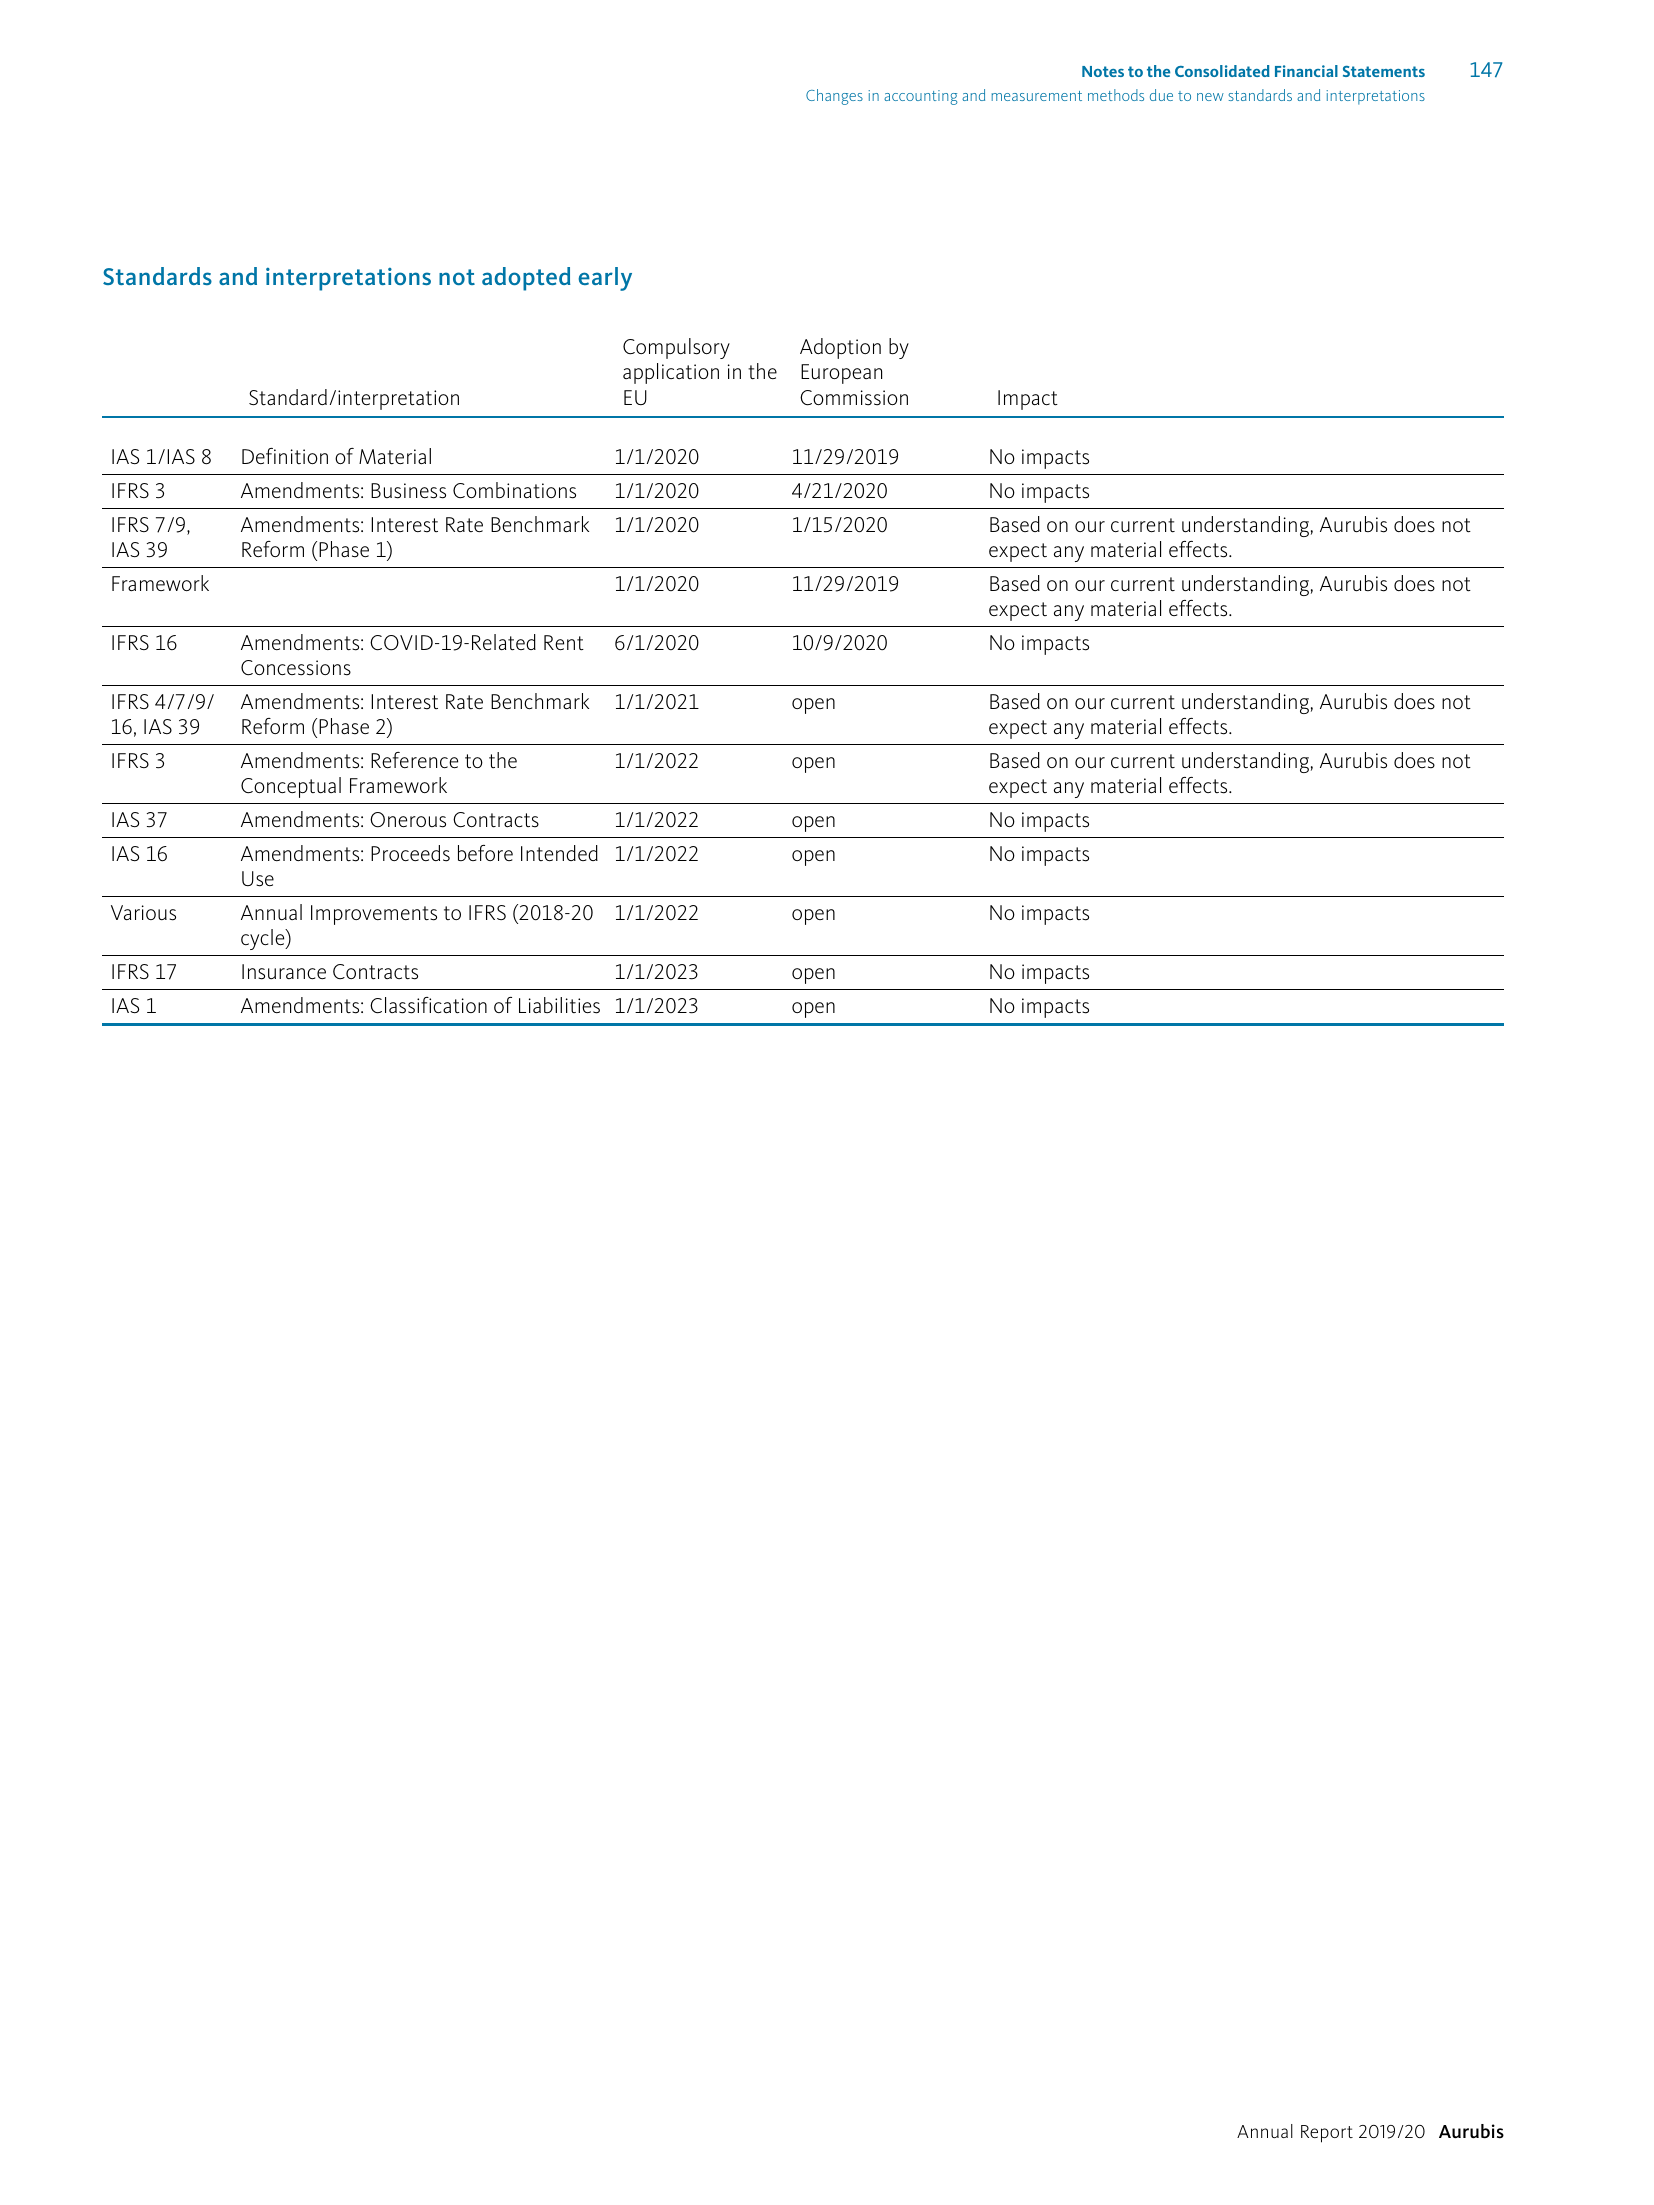 Notes to the Consolidated Financial Statements 147
Changes in accounting and measurement methods due to new standards and interpretations
Standards and interpretations not adopted early
Standard/interpretation Compulsory application in the EU Adoption by European Commission Impact
IAS 1/IAS 8 Definition of Material 1/1/2020 11/29/2019 No impacts
IFRS 3 Amendments: Business Combinations 1/1/2020 4/21/2020 No impacts
IFRS 7/9, Amendments: Interest Rate Benchmark 1/1/2020 1/15/2020 Based on our current understanding, Aurubis does not
IAS 39 Reform (Phase 1) expect any material effects.
Framework 1/1/2020 11/29/2019 Based on our current understanding, Aurubis does not
expect any material effects.
IFRS 16 Amendments: COVID-19-Related Rent 6/1/2020 10/9/2020 No impacts
Concessions
IFRS 4/7/9/ Amendments: Interest Rate Benchmark 1/1/2021 open Based on our current understanding, Aurubis does not
16, IAS 39 Reform (Phase 2) expect any material effects.
IFRS 3 Amendments: Reference to the 1/1/2022 open Based on our current understanding, Aurubis does not
Conceptual Framework expect any material effects.
IAS 37 Amendments: Onerous Contracts 1/1/2022 open No impacts
IAS 16 Amendments: Proceeds before Intended 1/1/2022 open No impacts
Use
Various Annual Improvements to IFRS (2018-20 1/1/2022 open No impacts
cycle)
IFRS 17 Insurance Contracts 1/1/2023 open No impacts
IAS 1 Amendments: Classification of Liabilities 1/1/2023 open No impacts
Annual Report 2019/20 Aurubis